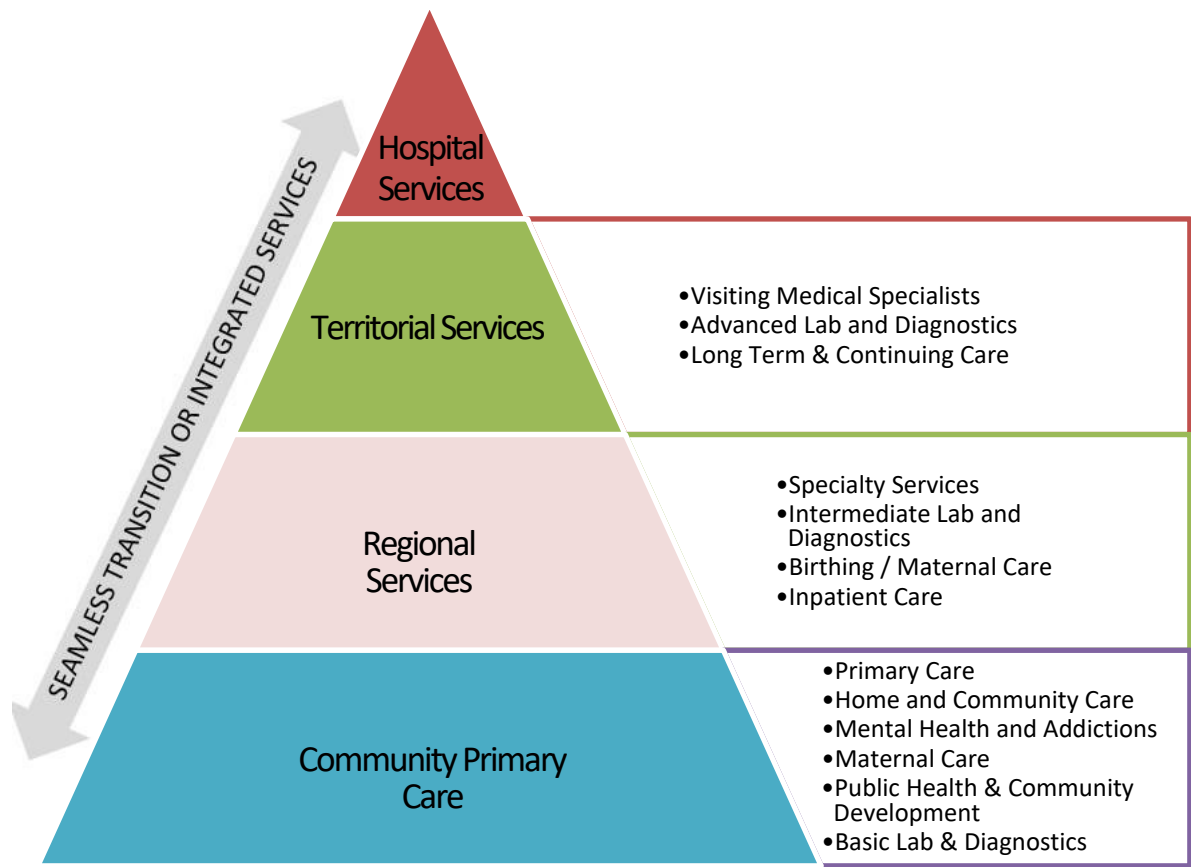 SEAMLESS TRANSITION OR INTEGRATED SERVICES
Hospital
Services
Territorial Services
•Visiting Medical Specialists
•Advanced Lab and Diagnostics
•Long Term & Continuing Care
Regional
Services
•Specialty Services
•Intermediate Lab and
Diagnostics
•Birthing / Maternal Care
•Inpatient Care
Community Primary
Care
•Primary Care
•Home and Community Care
•Mental Health and Addictions
•Maternal Care
•Public Health & Community
Development
•Basic Lab & Diagnostics